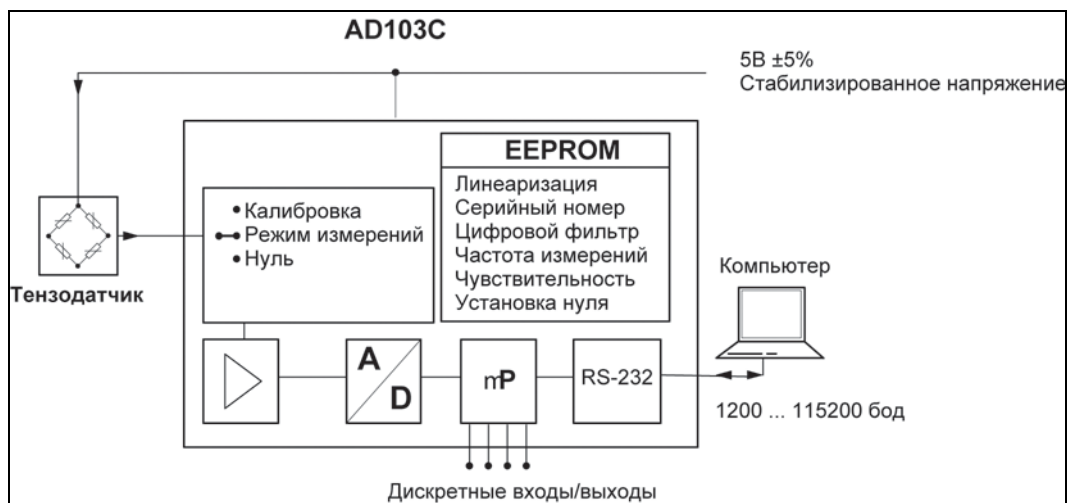 AD103C
5В ±5%
Стабилизированное напряжение
EEPROM
Линеаризация
Серийный номер
Цифровой фильтр
Частота измерений
Чувствительность
Установка нуля
Калибровка
Режим измерений
Нуль
Тензодатчик
Компьютер
A
D
mP
RS-232
1200 ... 115200 бод
Дискретные входы/выходы